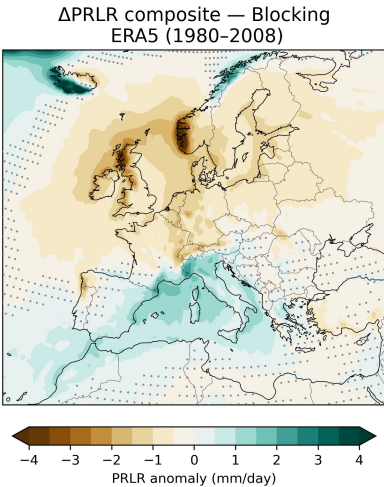 ΔPRLR composite — Blocking
ERA5 (1980–2008)
−4 −3 −2 −1 0 1 2 3 4
PRLR anomaly (mm/day)